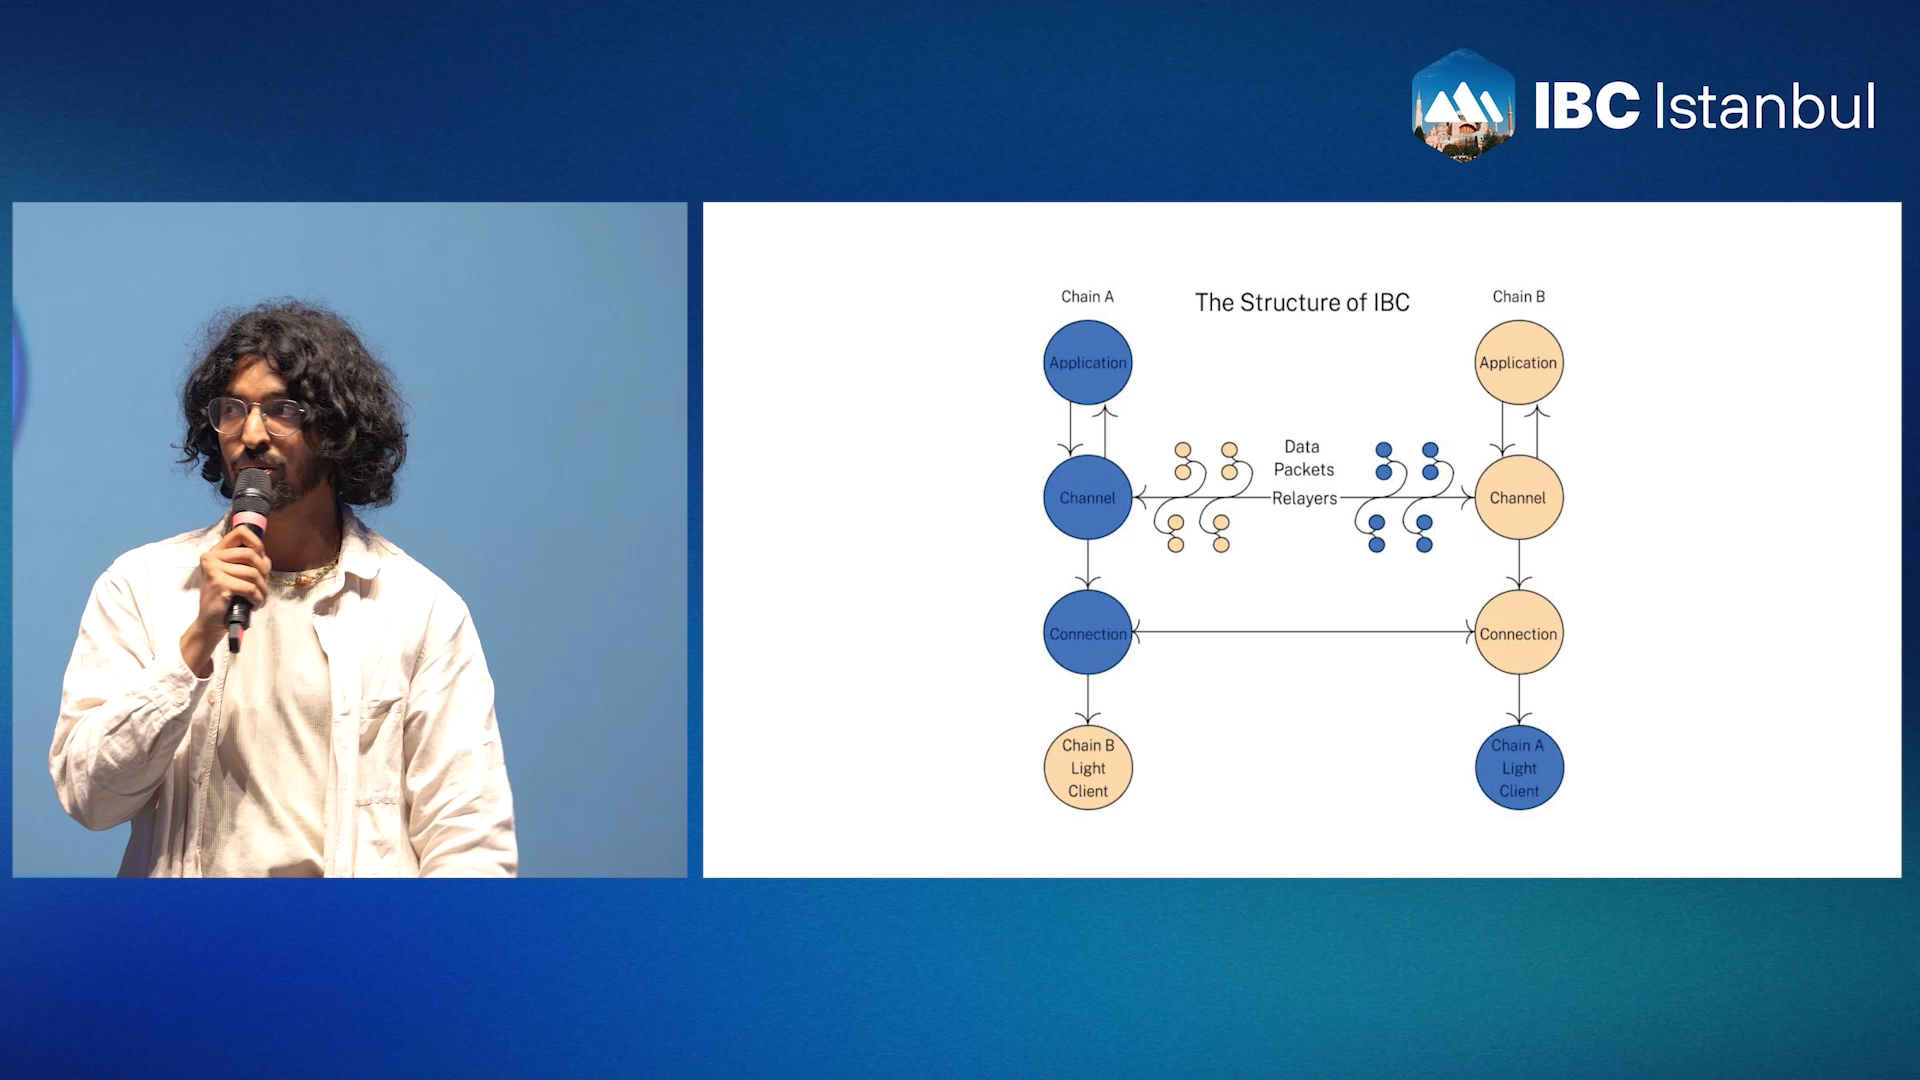 IBC Istanbul
Chain A
The Structure of IBC
Chain B
Application
Application
Data
Packets
Channel
Relayers
Channel
Connection
Connection
Chain B
Light
Client
Chain A
Light
Client